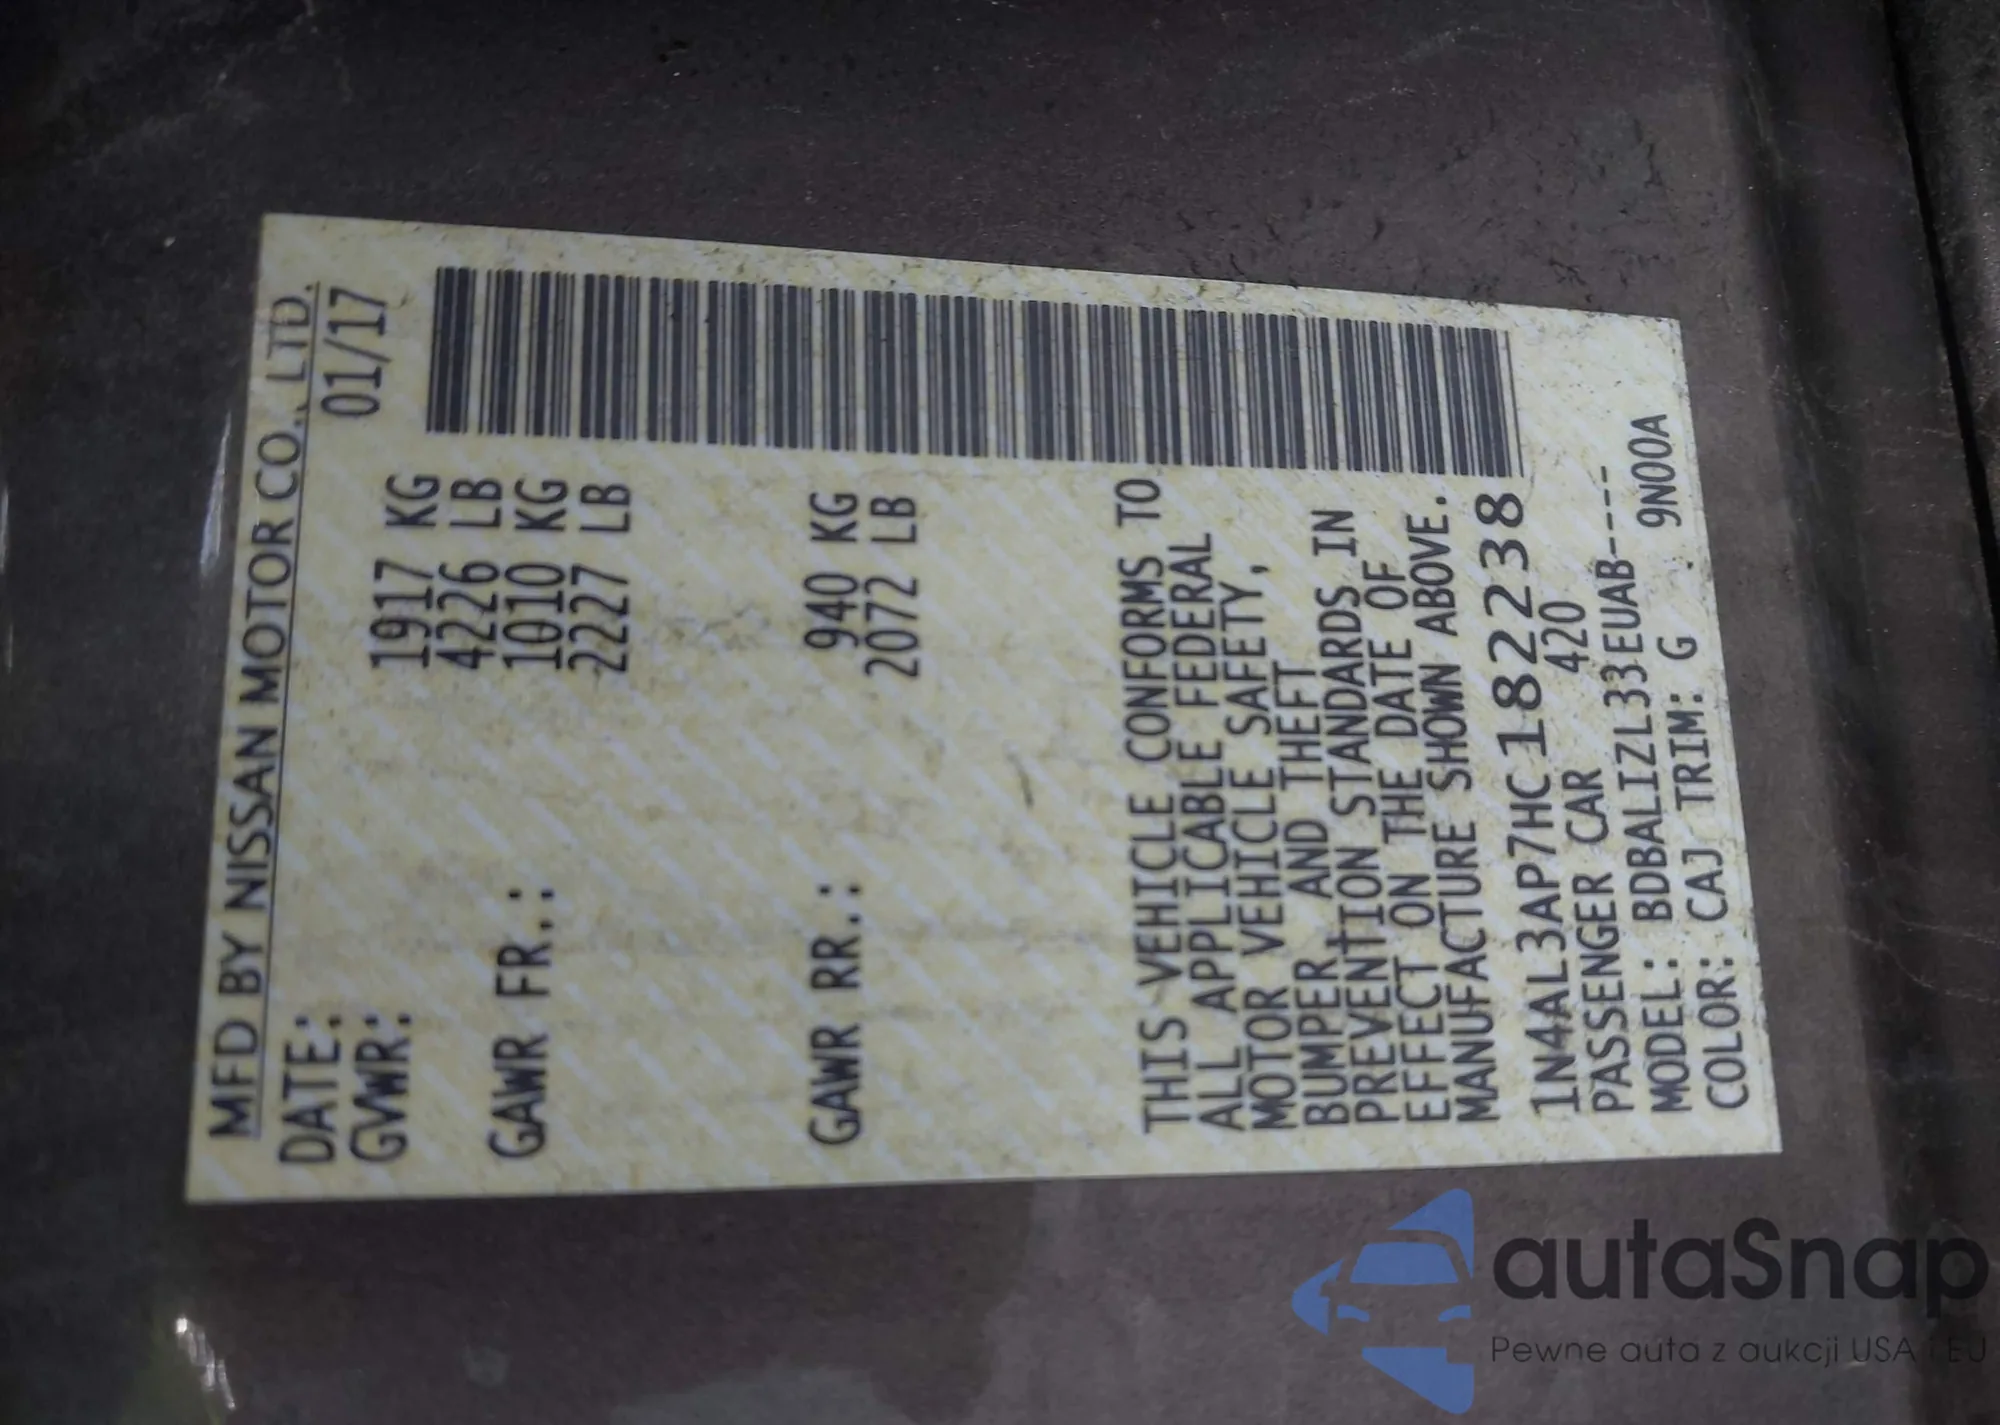 MFD BY NISSAN MOTOR CO., LTD.
DATE: 01/17
GVWR: 1917 KG
4226 LB
GAWR FR.: 1010 KG
2227 LB
GAWR RR.: 940 KG
2072 LB
THIS VEHICLE CONFORMS TO
ALL APPLICABLE FEDERAL
MOTOR VEHICLE SAFETY,
BUMPER, AND THEFT
PREVENTION STANDARDS IN
EFFECT ON THE DATE OF
MANUFACTURE SHOWN ABOVE.
1N4AL3AP7HC182238
PASSENGER CAR 420
MODEL: BDBALIZL33EUAB----
COLOR: CAJ TRIM: G . 9N00A
autaSnap
Pewne auta z aukcji USA i EU